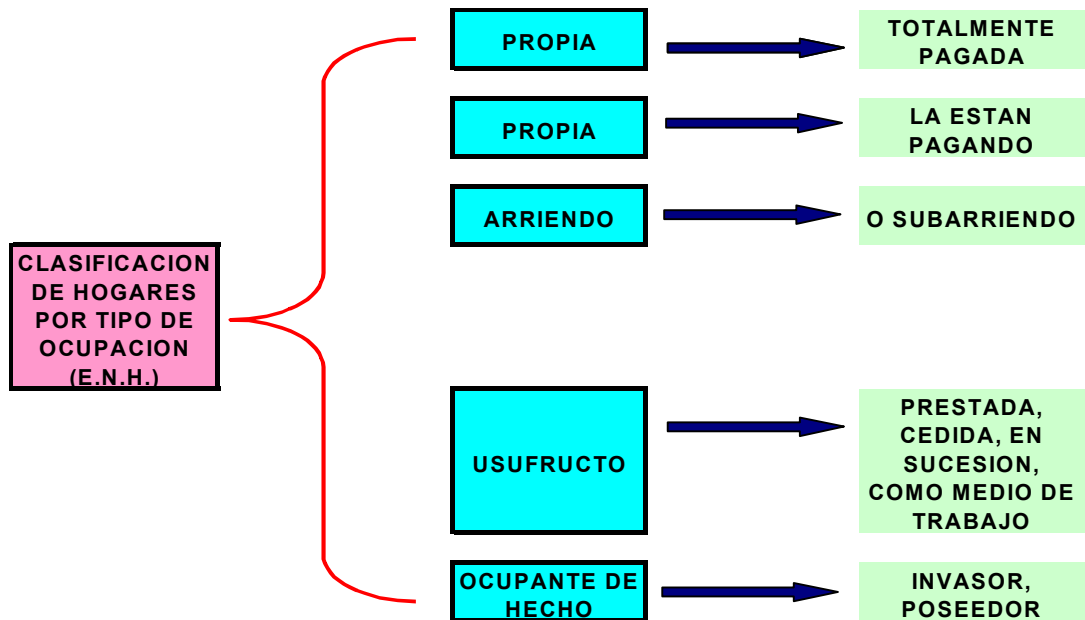 CLASIFICACION
DE HOGARES
POR TIPO DE
OCUPACION
(E.N.H.)
PROPIA
TOTALMENTE
PAGADA
PROPIA
LA ESTAN
PAGANDO
ARRIENDO
O SUBARRIENDO
USUFRUCTO
PRESTADA,
CEDIDA, EN
SUCESION,
COMO MEDIO DE
TRABAJO
OCUPANTE DE
HECHO
INVASOR,
POSEEDOR